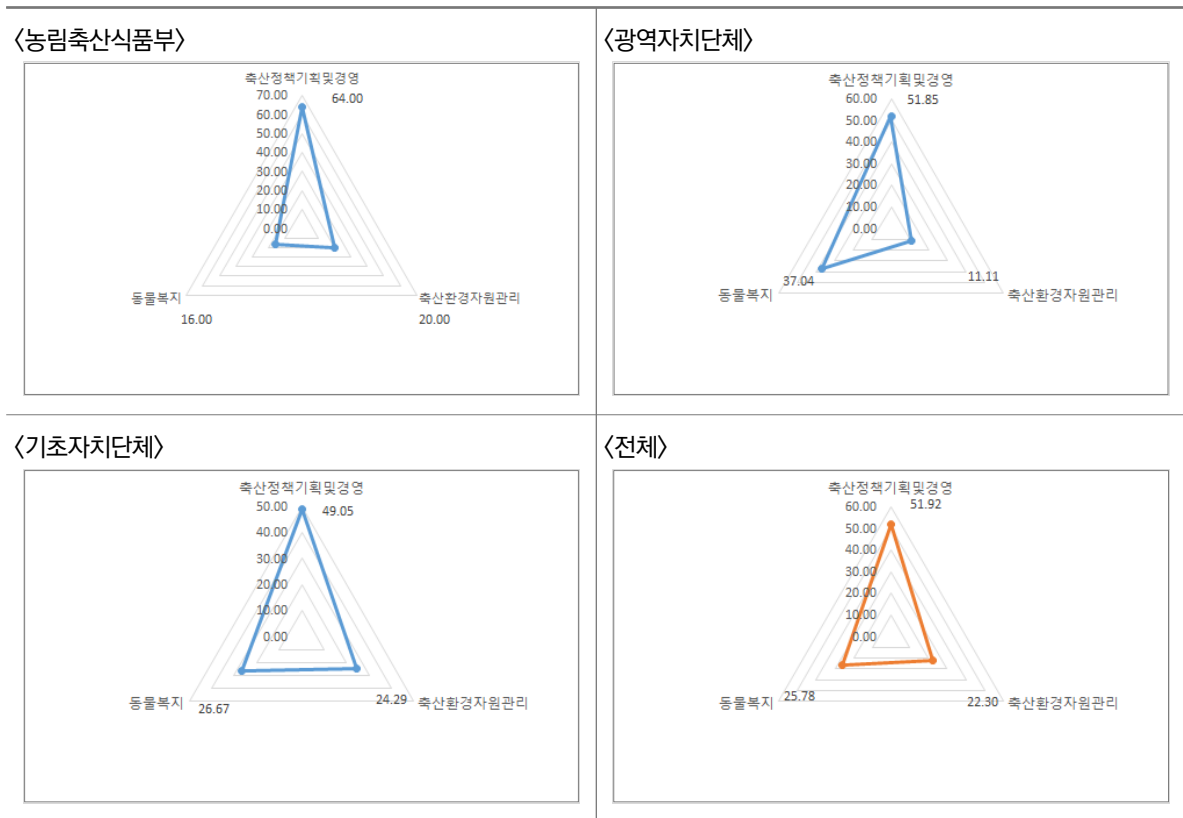 〈농림축산식품부〉
축산정책기획및경영
70.00
64.00
60.00
50.00
40.00
30.00
20.00
10.00
0.00
동물복지
축산환경자원관리
16.00
20.00
〈광역자치단체〉
축산정책기획및경영
60.00
51.85
50.00
40.00
30.00
20.00
10.00
0.00
37.04
11.11
동물복지
축산환경자원관리
〈기초자치단체〉
축산정책기획및경영
50.00
49.05
40.00
30.00
20.00
10.00
0.00
동물복지
26.67
24.29
축산환경자원관리
〈전체〉
축산정책기획및경영
60.00
51.92
50.00
40.00
30.00
20.00
10.00
0.00
동물복지
25.78
22.30
축산환경자원관리